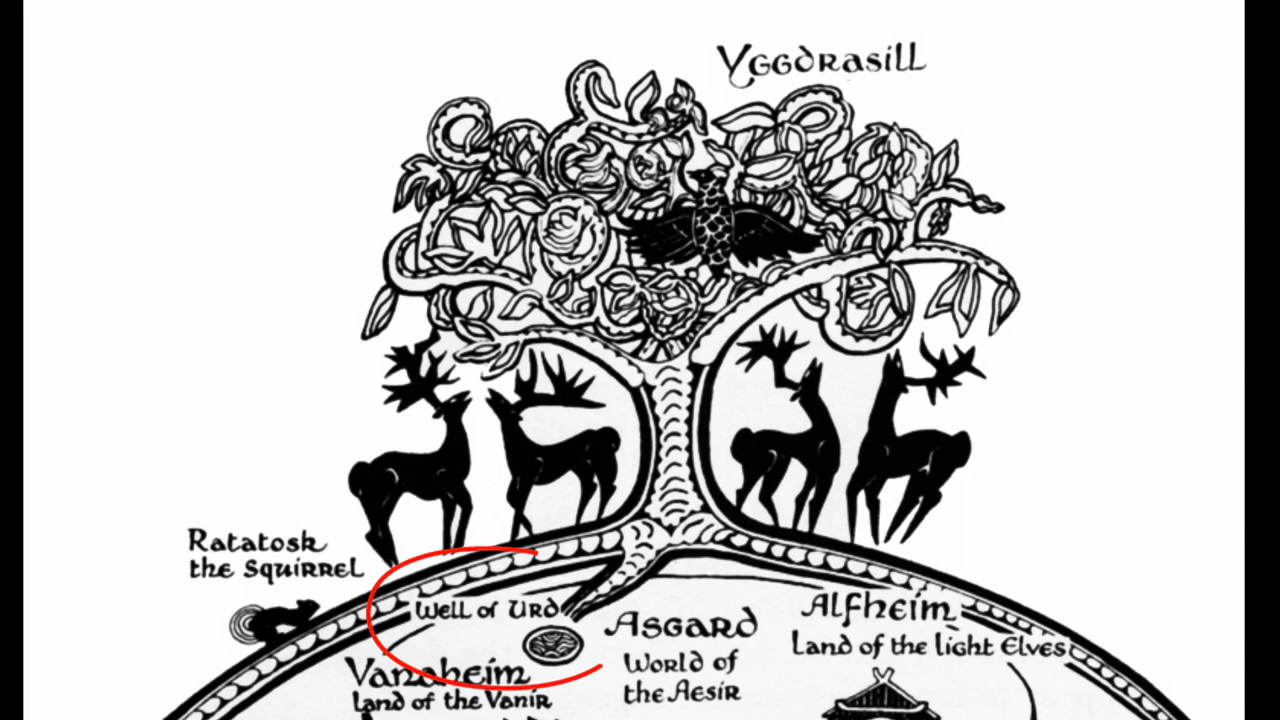 Yggdrasill
Ratatosk
the Squirrel
Well of Urd
Asgard
World of
the Aesir
Alfheim
Land of the light Elves
Vanaheim
Land of the Vanir